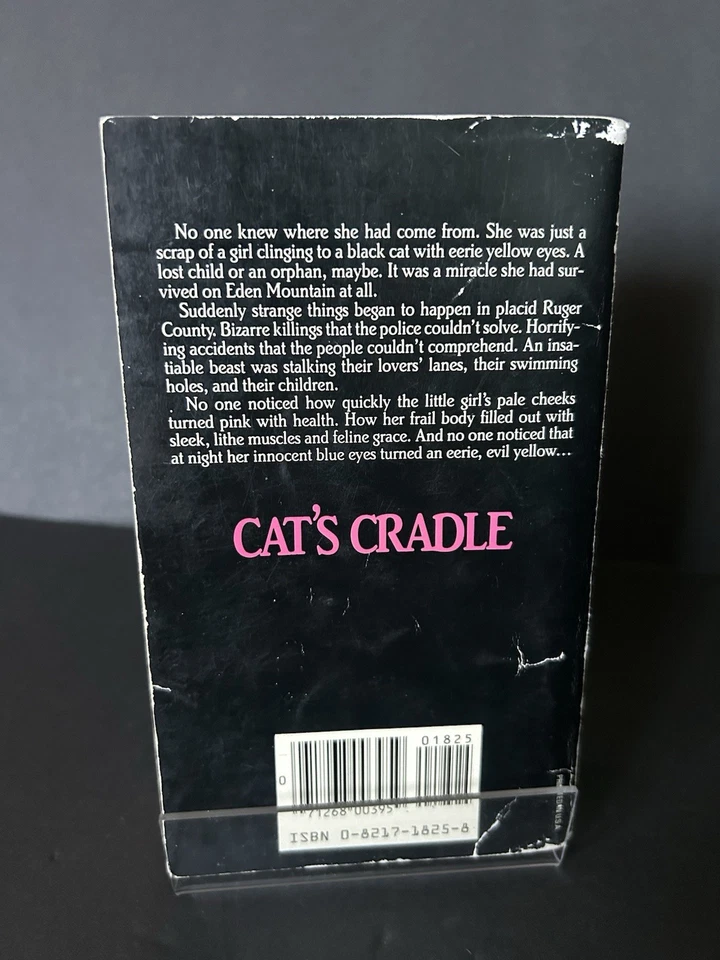 No one knew where she had come from. She was just a
scrap of a girl clinging to a black cat with eerie yellow eyes. A
lost child or an orphan, maybe. It was a miracle she had sur-
vived on Eden Mountain at all.
Suddenly strange things began to happen in placid Ruger
County. Bizarre killings that the police couldn't solve. Horrify-
ing accidents that the people couldn't comprehend. An insa-
tiable beast was stalking their lovers' lanes, their swimming
holes, and their children.
No one noticed how quickly the little girl's pale cheeks
turned pink with health. How her frail body filled out with
sleek, lithe muscles and feline grace. And no one noticed that
at night her innocent blue eyes turned an eerie, evil yellow...
CAT'S CRADLE
01825
0
71268 00395
ISBN 0-8217-1825-8
USA